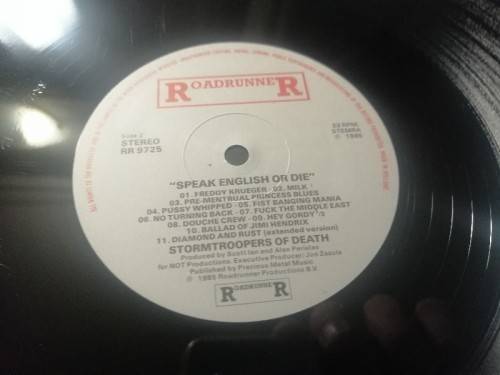 ROADRUNNER
Side 2
STEREO
RR 9725
33 RPM
STEMRA
℗ 1985
"SPEAK ENGLISH OR DIE"
01. FREDDY KRUEGER · 02. MILK
03. PRE-MENTRUAL PRINCESS BLUES
04. PUSSY WHIPPED · 05. FIST BANGING MANIA
06. NO TURNING BACK · 07. FUCK THE MIDDLE EAST
08. DOUCHE CREW · 09. HEY GORDY
10. BALLAD OF JIMI HENDRIX
11. DIAMOND AND RUST (extended version)
STORMTROOPERS OF DEATH
Produced by Scott Ian and Alex Perialas
for NOT Productions. Executive Producer: Jon Zazula
Published by Precious Metal Music
℗ 1985 Roadrunner Productions B.V.
ROADRUNNER